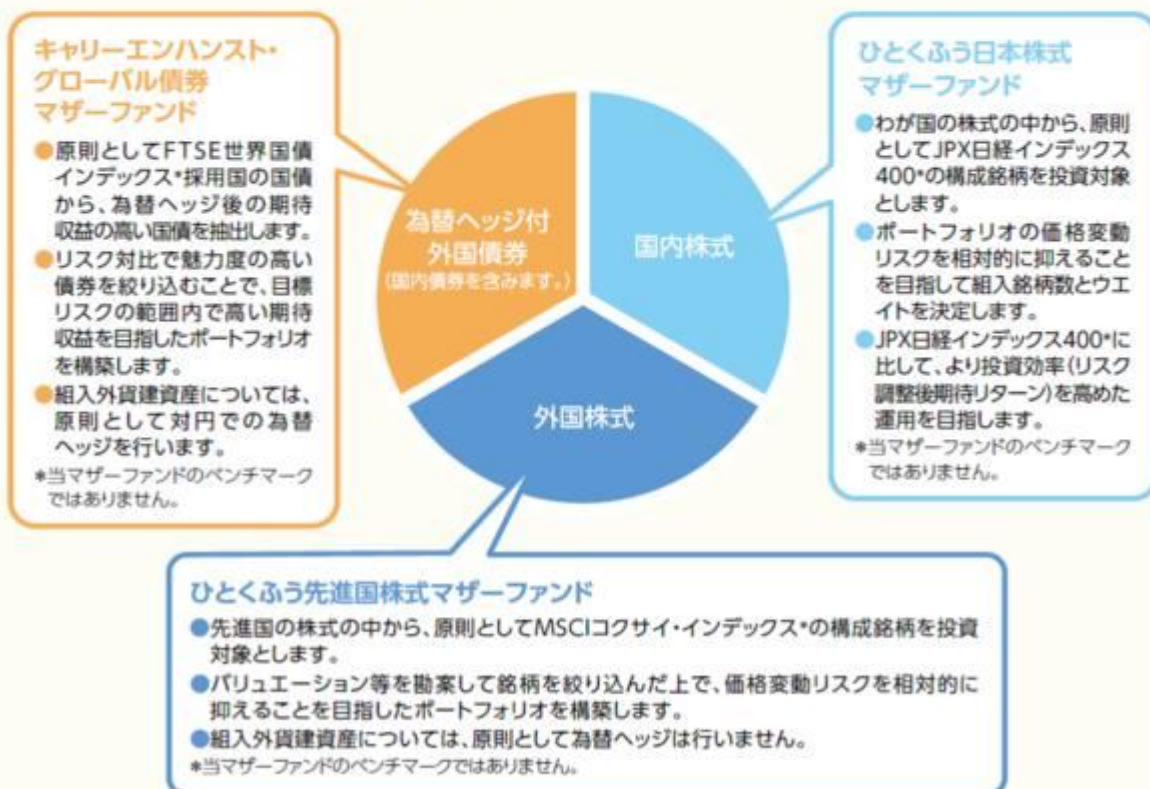 キャリーエンハンスト・
グローバル債券
マザーファンド
●原則としてFTSE世界国債
インデックス*採用国の国債
から、為替ヘッジ後の期待
収益の高い国債を抽出します。
●リスク対比で魅力度の高い
債券を絞り込むことで、目標
リスクの範囲内で高い期待
収益を目指したポートフォリオ
を構築します。
●組入外貨建資産については、
原則として対円での為替
ヘッジを行います。
*当マザーファンドのベンチマーク
ではありません。
為替ヘッジ付
外国債券
(国内債券を含みます。)
国内株式
外国株式
ひとくふう日本株式
マザーファンド
●わが国の株式の中から、原則
としてJPX日経インデックス
400*の構成銘柄を投資対象
とします。
●ポートフォリオの価格変動
リスクを相対的に抑えること
を目指して組入銘柄数とウエ
イトを決定します。
●JPX日経インデックス400*に
比して、より投資効率(リスク
調整後期待リターン)を高めた
運用を目指します。
*当マザーファンドのベンチマーク
ではありません。
ひとくふう先進国株式マザーファンド
●先進国の株式の中から、原則としてMSCIコクサイ・インデックス*の構成銘柄を投資
対象とします。
●バリュエーション等を勘案して銘柄を絞り込んだ上で、価格変動リスクを相対的に
抑えることを目指したポートフォリオを構築します。
●組入外貨建資産については、原則として為替ヘッジは行いません。
*当マザーファンドのベンチマークではありません。